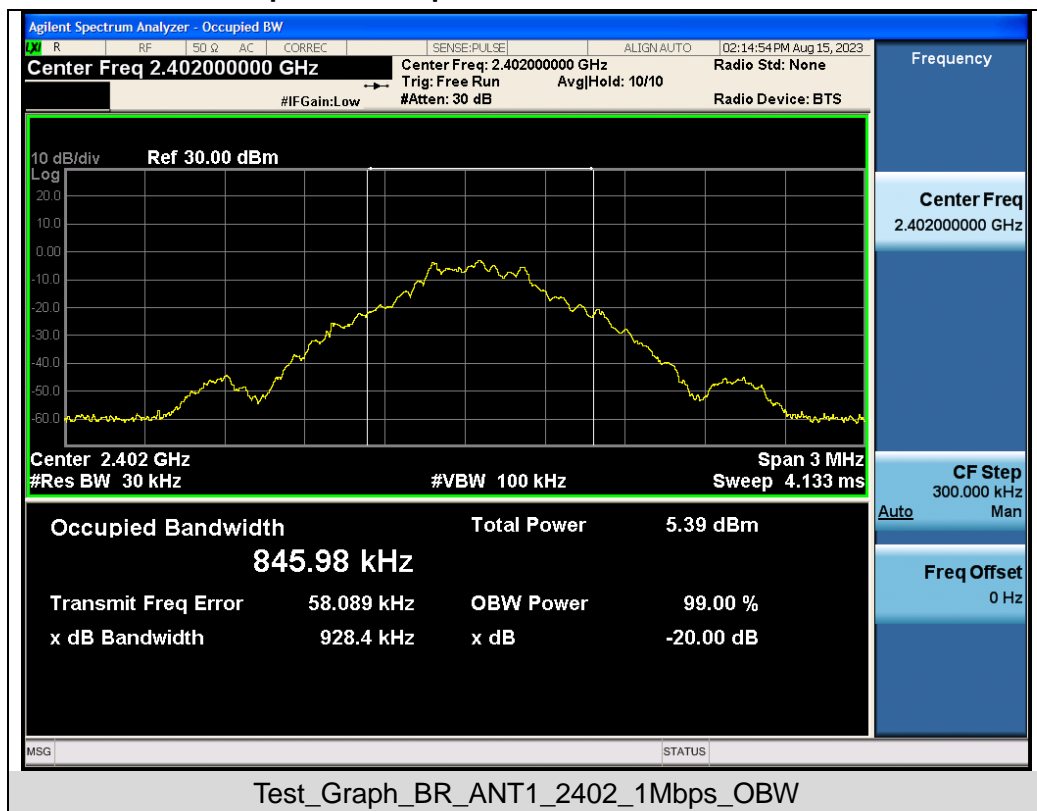 Agilent Spectrum Analyzer - Occupied BW
LXI R RF 50 Ω AC CORREC SENSE:PULSE ALIGN AUTO 02:14:54 PM Aug 15, 2023
Center Freq 2.402000000 GHz
Center Freq: 2.402000000 GHz
Radio Std: None
Trig: Free Run Avg|Hold: 10/10
#IFGain:Low #Atten: 30 dB Radio Device: BTS
10 dB/div Ref 30.00 dBm
Log
20.0
10.0
0.00
-10.0
-20.0
-30.0
-40.0
-50.0
-60.0
Center 2.402 GHz Span 3 MHz
#Res BW 30 kHz #VBW 100 kHz Sweep 4.133 ms
Occupied Bandwidth Total Power 5.39 dBm
845.98 kHz
Transmit Freq Error 58.089 kHz OBW Power 99.00 %
x dB Bandwidth 928.4 kHz x dB -20.00 dB
Frequency
Center Freq
2.402000000 GHz
CF Step
300.000 kHz
Auto Man
Freq Offset
0 Hz
MSG STATUS
Test_Graph_BR_ANT1_2402_1Mbps_OBW